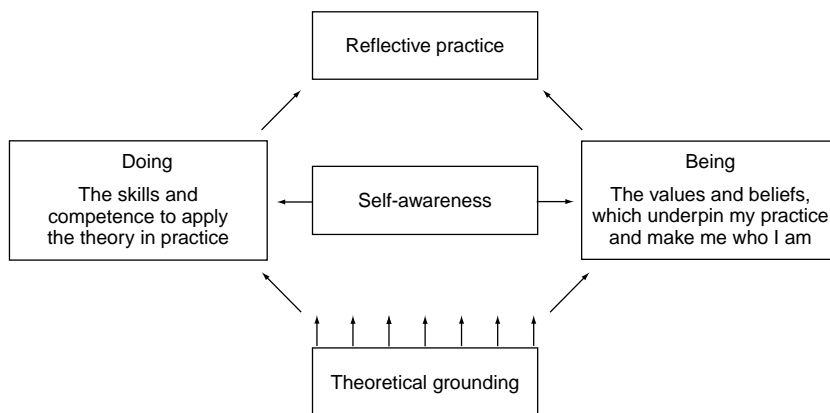 Reflective practice
Doing
The skills and
competence to apply
the theory in practice
Self-awareness
Being
The values and beliefs,
which underpin my practice
and make me who I am
Theoretical grounding